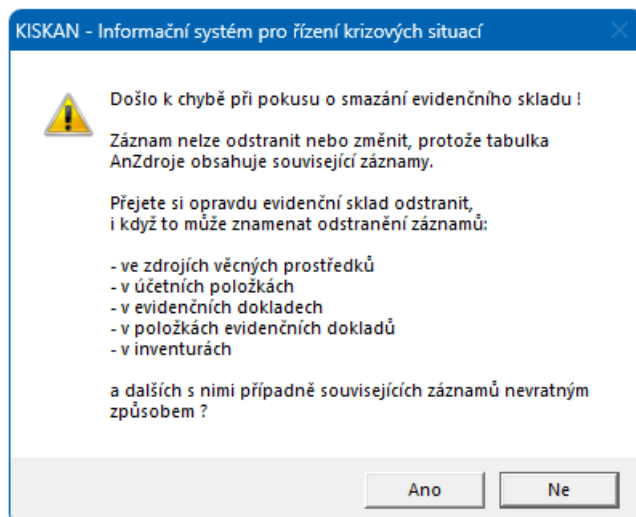 KISKAN - Informační systém pro řízení krizových situací
Došlo k chybě při pokusu o smazání evidenčního skladu !
Záznam nelze odstranit nebo změnit, protože tabulka
AnZdroje obsahuje související záznamy.
Přejete si opravdu evidenční sklad odstranit,
i když to může znamenat odstranění záznamů:
- ve zdrojích věcných prostředků
- v účetních položkách
- v evidenčních dokladech
- v položkách evidenčních dokladů
- v inventurách
a dalších s nimi případně souvisejících záznamů nevratným
způsobem ?
Ano
Ne